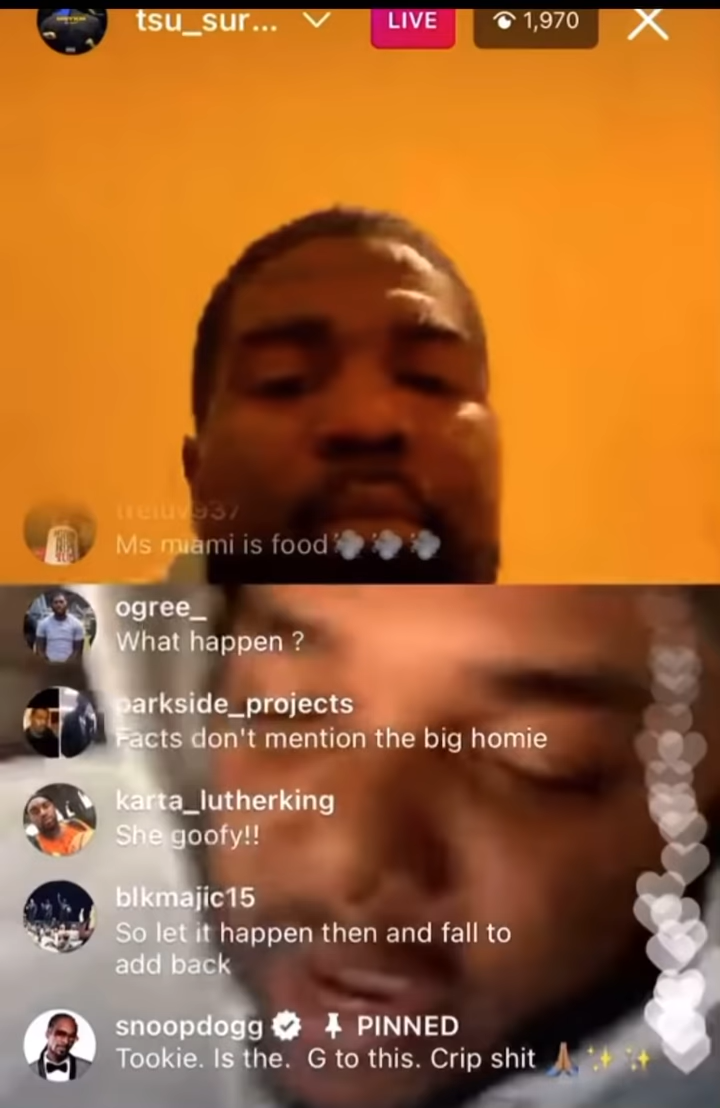 tsu_sur...
LIVE
1,970
Ms miami is food
ogree_
What happen ?
parkside_projects
Facts don't mention the big homie
karta_lutherking
She goofy!!
blkmajic15
So let it happen then and fall to
add back
snoopdogg PINNED
Tookie. Is the. G to this. Crip shit 🙏🏾✨✨